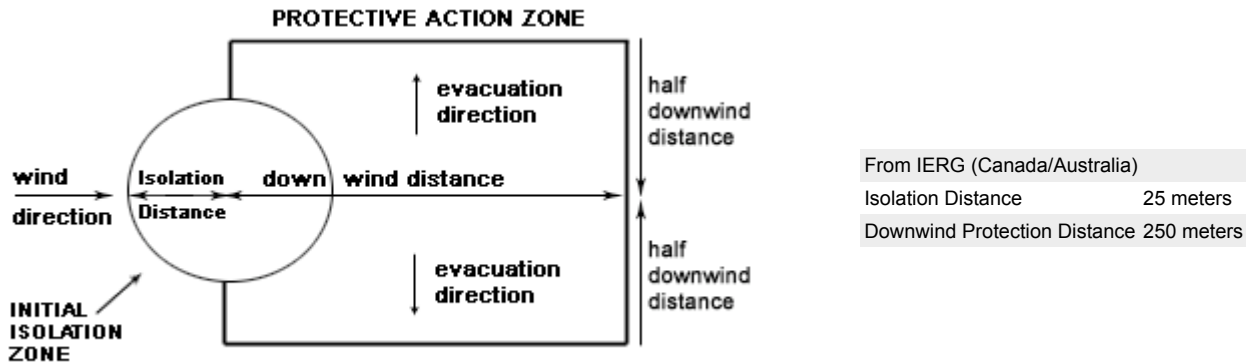 PROTECTIVE ACTION ZONE
half
downwind
distance
evacuation
direction
wind
direction
Isolation
Distance
down wind distance
evacuation
direction
half
downwind
distance
INITIAL
ISOLATION
ZONE
From IERG (Canada/Australia)
Isolation Distance 25 meters
Downwind Protection Distance 250 meters